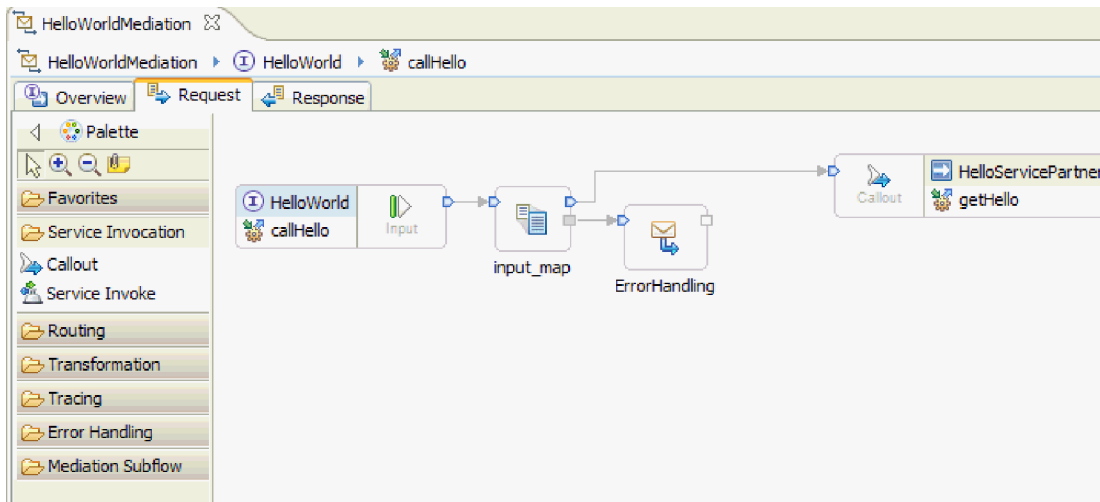 HelloWorldMediation
HelloWorldMediation HelloWorld callHello
Overview Request Response
Palette
Favorites
Service Invocation
Callout
Service Invoke
Routing
Transformation
Tracing
Error Handling
Mediation Subflow
HelloWorld
callHello
Input
input_map
ErrorHandling
Callout
HelloServicePartner
getHello